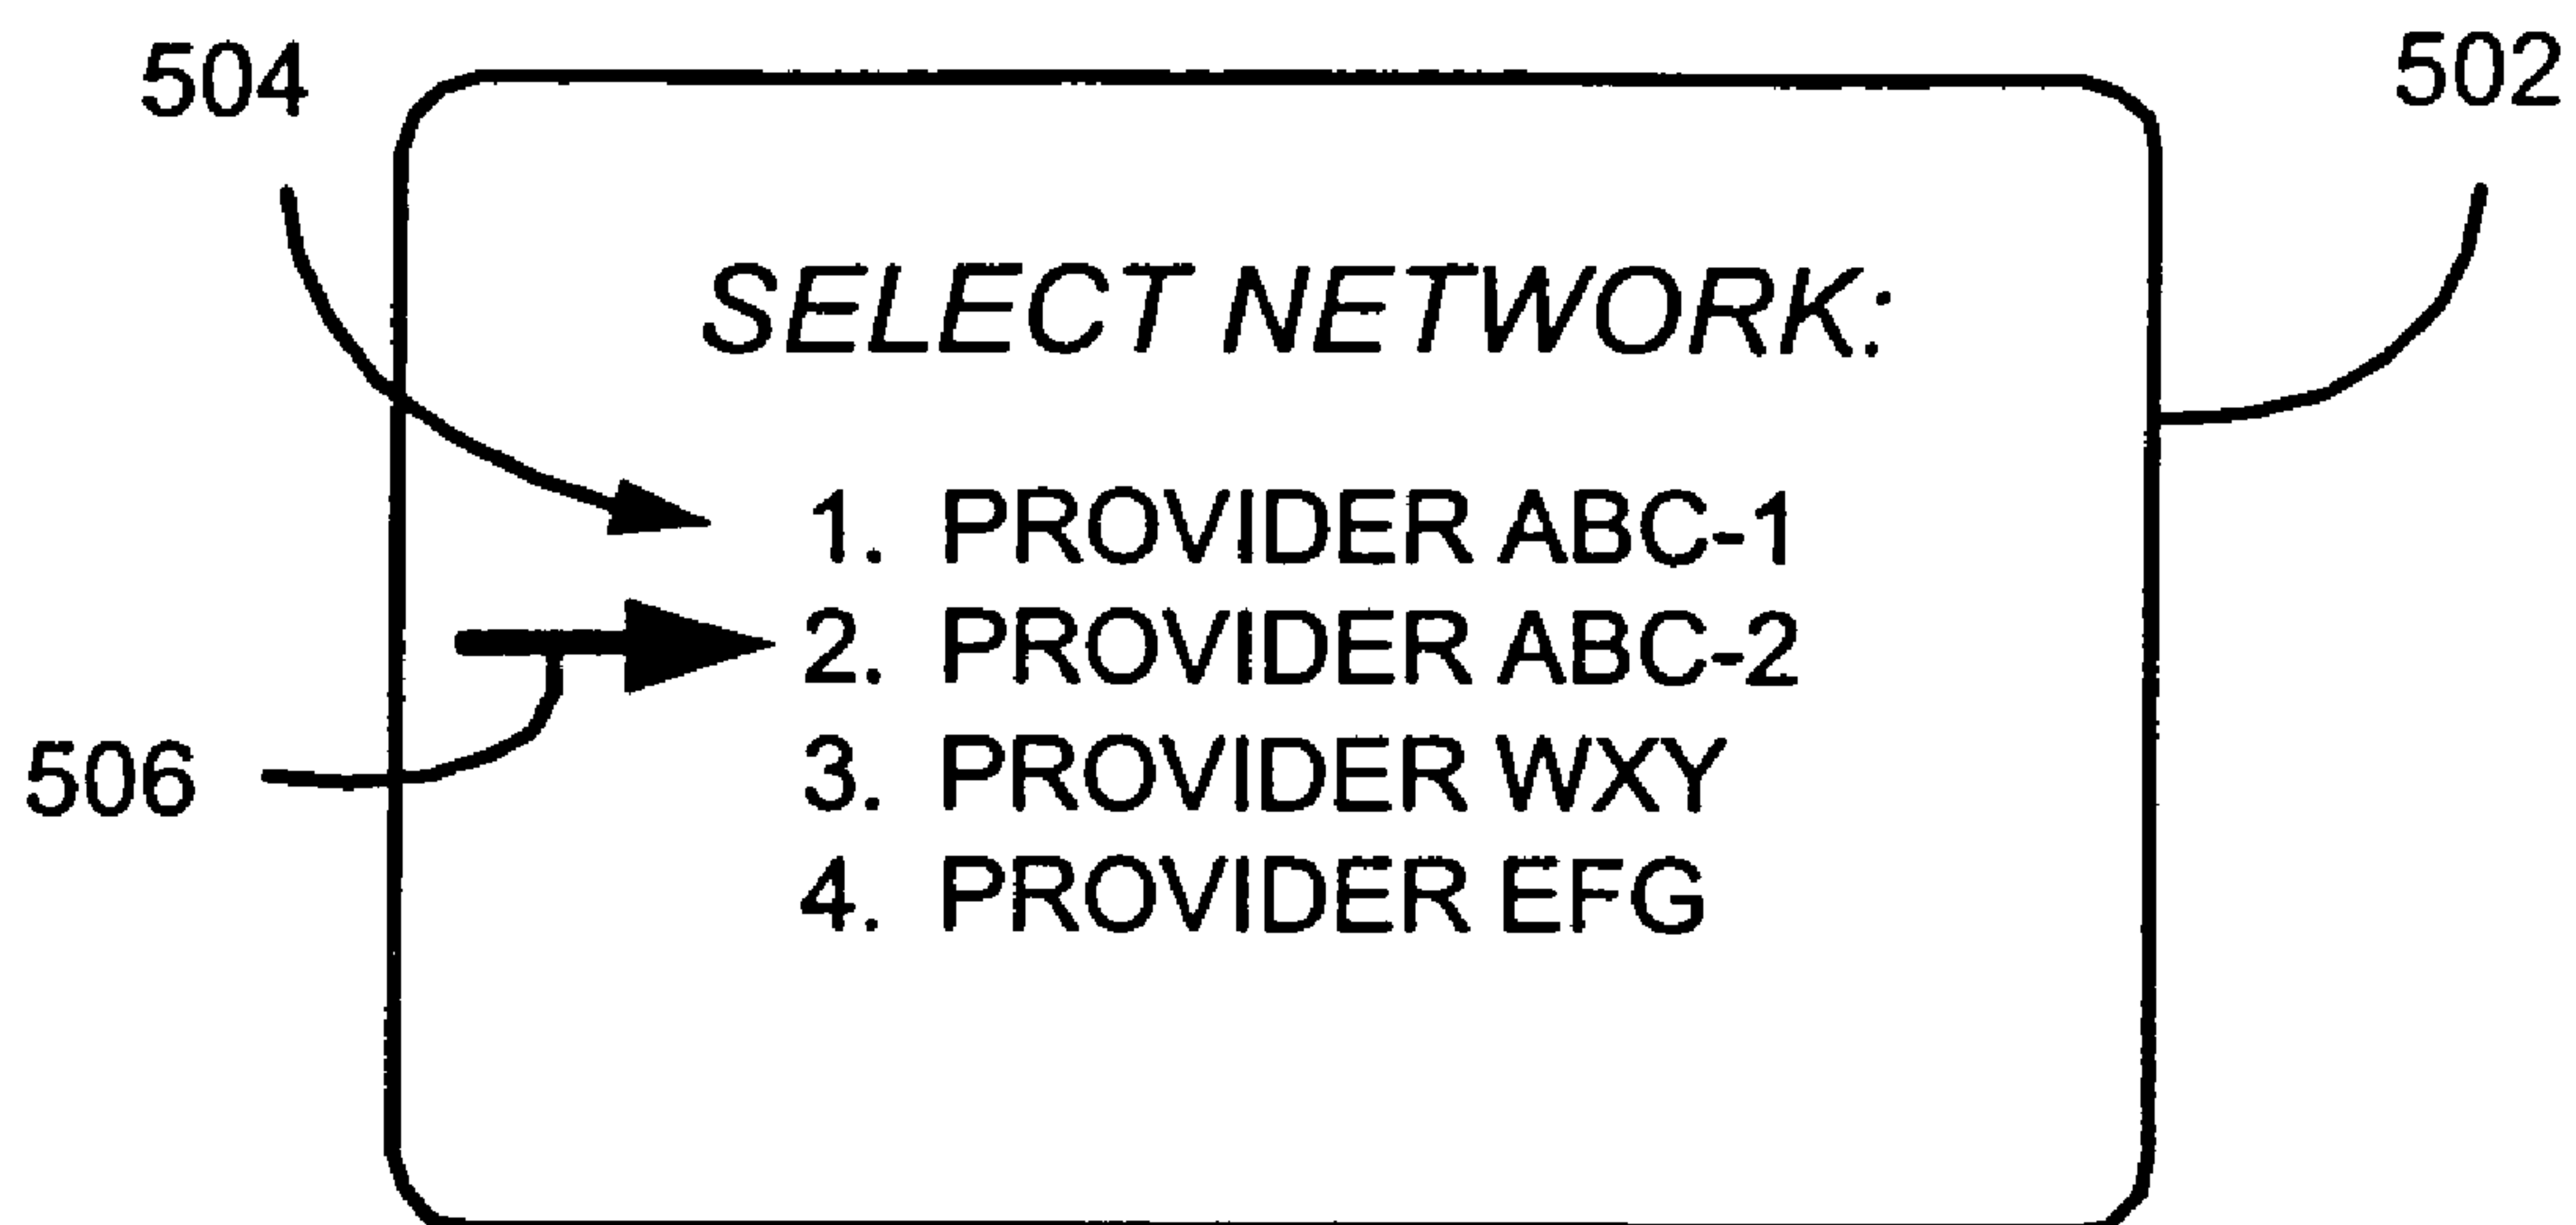 504
502
SELECT NETWORK:
1. PROVIDER ABC-1
2. PROVIDER ABC-2
3. PROVIDER WXY
506
4. PROVIDER EFG